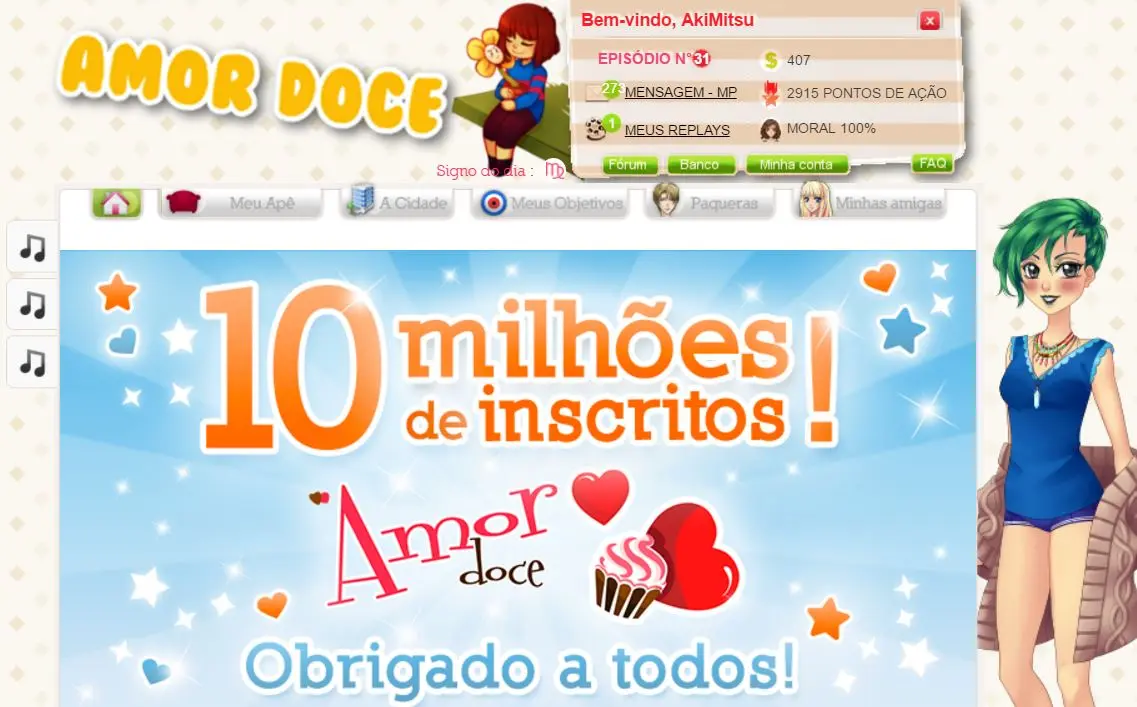 AMOR DOCE
Bem-vindo, AkiMitsu
x
EPISÓDIO N°31
$ 407
273
MENSAGEM - MP
2915 PONTOS DE AÇÃO
1
MEUS REPLAYS
MORAL 100%
Signo do dia : ♍
Fórum
Banco
Minha conta
FAQ
Meu Apê
A Cidade
Meus Objetivos
Paqueras
Minhas amigas
10 milhões
de inscritos!
Amor
doce
Obrigado a todos!